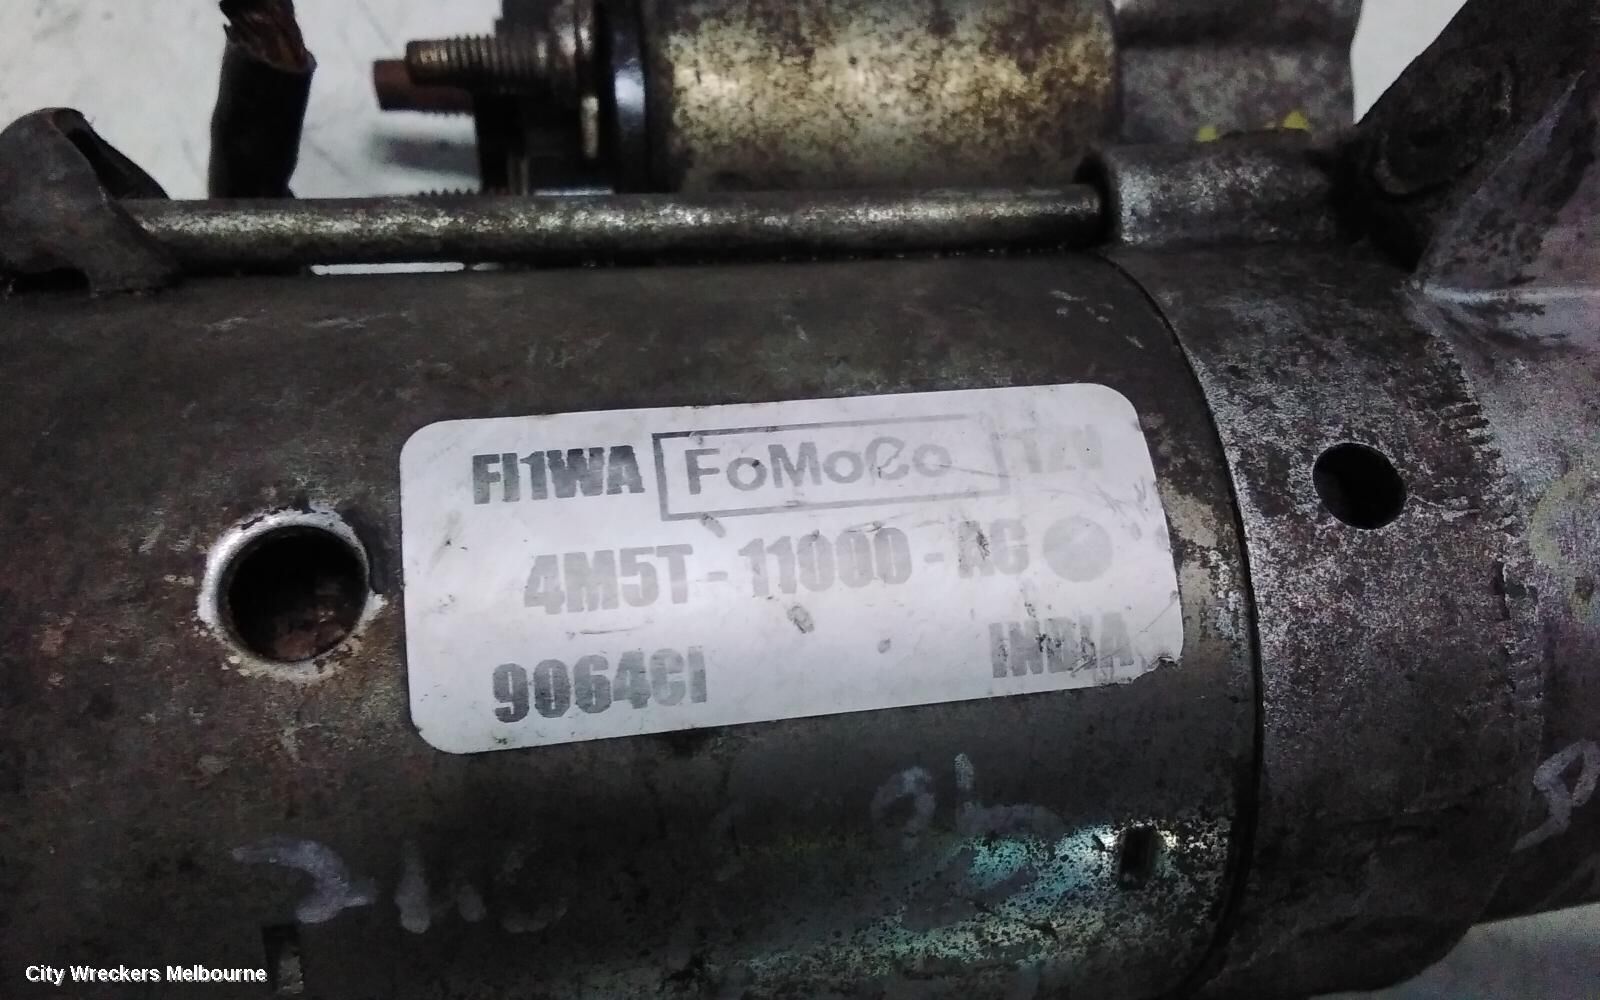 FI1WA FoMoCo 12V
4M5T - 11000 - AC
9064CI INDIA
City Wreckers Melbourne